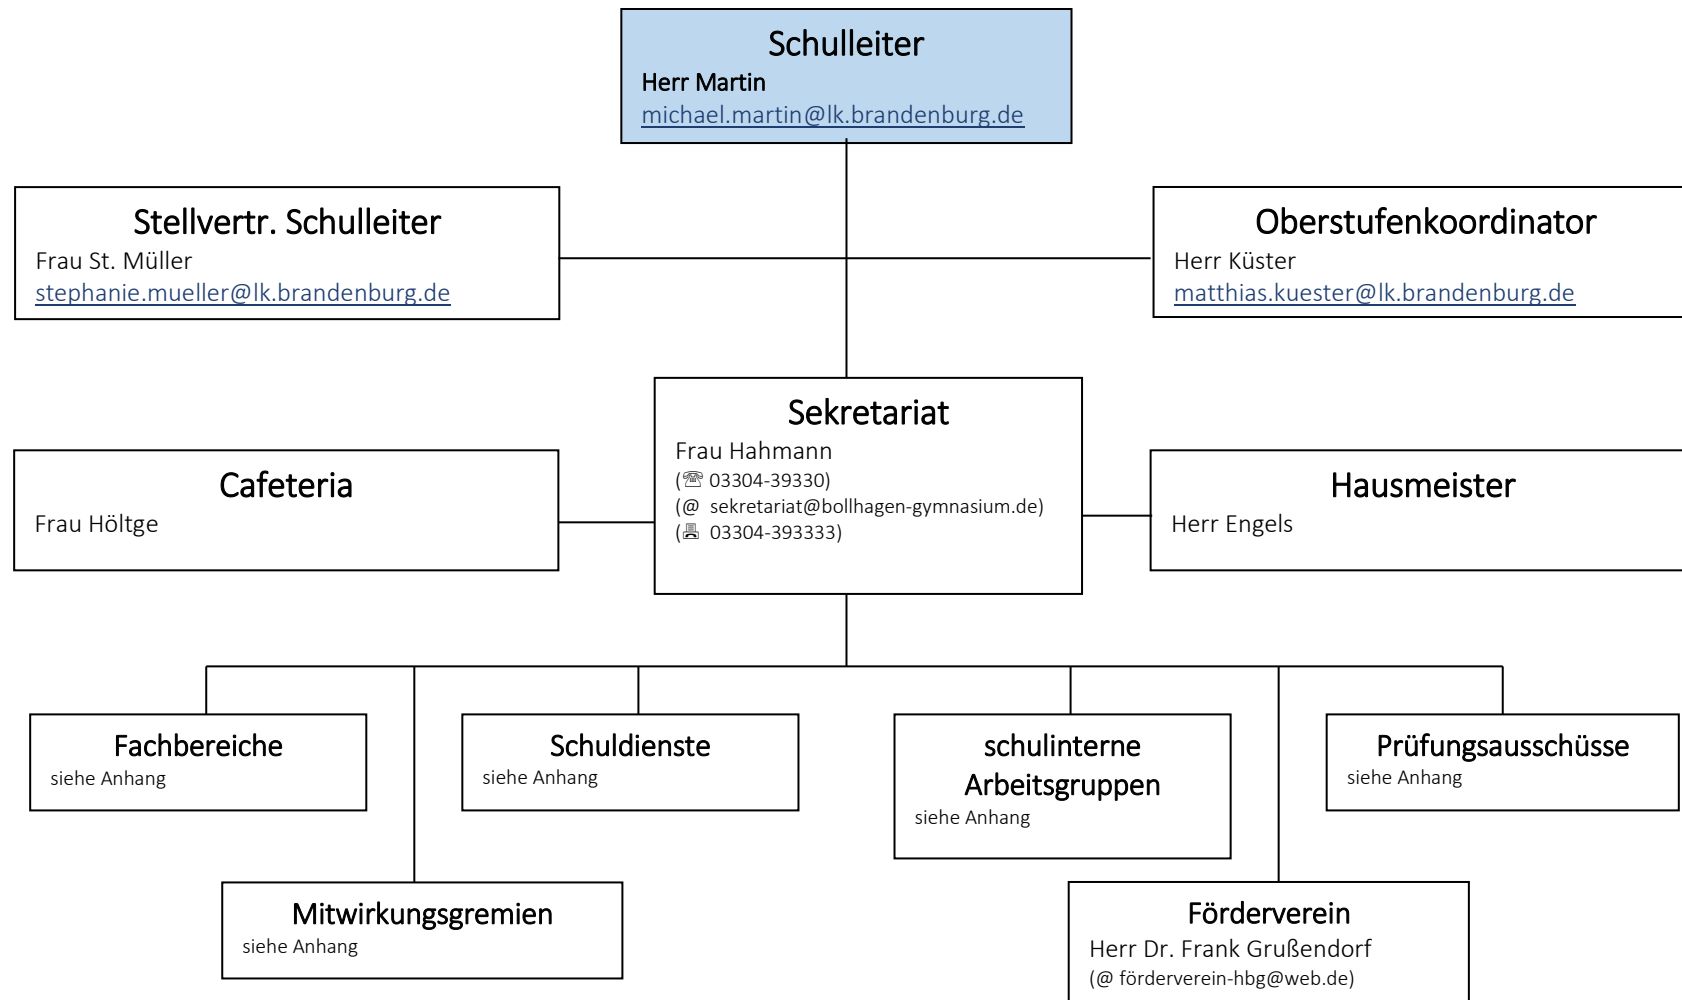 Schulleiter
Herr Martin
michael.martin@lk.brandenburg.de
Stellvertr. Schulleiter
Frau St. Müller
stephanie.mueller@lk.brandenburg.de
Oberstufenkoordinator
Herr Küster
matthias.kuester@lk.brandenburg.de
Sekretariat
Frau Hahmann
(☏ 03304-39330)
(@ sekretariat@bollhagen-gymnasium.de)
(🖷 03304-393333)
Cafeteria
Frau Höltge
Hausmeister
Herr Engels
Fachbereiche
siehe Anhang
Schuldienste
siehe Anhang
schulinterne
Arbeitsgruppen
siehe Anhang
Prüfungsausschüsse
siehe Anhang
Mitwirkungsgremien
siehe Anhang
Förderverein
Herr Dr. Frank Grußendorf
(@ förderverein-hbg@web.de)